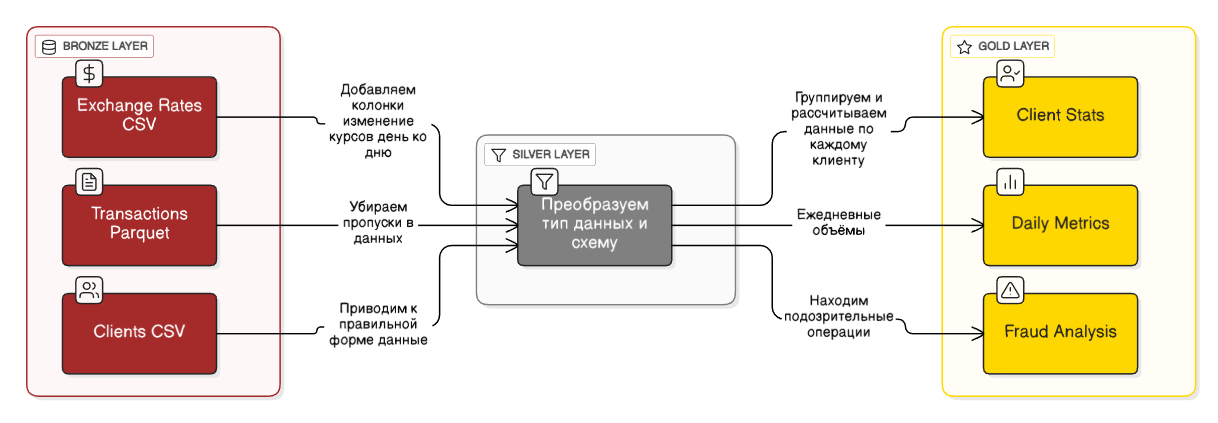 BRONZE LAYER
Exchange Rates
CSV
Transactions
Parquet
Clients CSV
Добавляем
колонки
изменение
курсов день ко
дню
Убираем
пропуски в
данных
Приводим к
правильной
форме данные
SILVER LAYER
Преобразуем
тип данных и
схему
Группируем и
рассчитываем
данные по
каждому
клиенту
Ежедневные
объёмы
Находим
подозрительные
операции
GOLD LAYER
Client Stats
Daily Metrics
Fraud Analysis